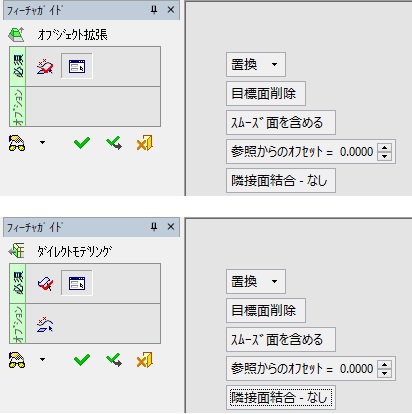 フィーチャガイド
オブジェクト拡張
必須
オプション
置換
目標面削除
スムーズ面を含める
参照からのオフセット = 0.0000
隣接面結合 - なし
フィーチャガイド
ダイレクトモデリング
必須
オプション
置換
目標面削除
スムーズ面を含める
参照からのオフセット = 0.0000
隣接面結合 - なし